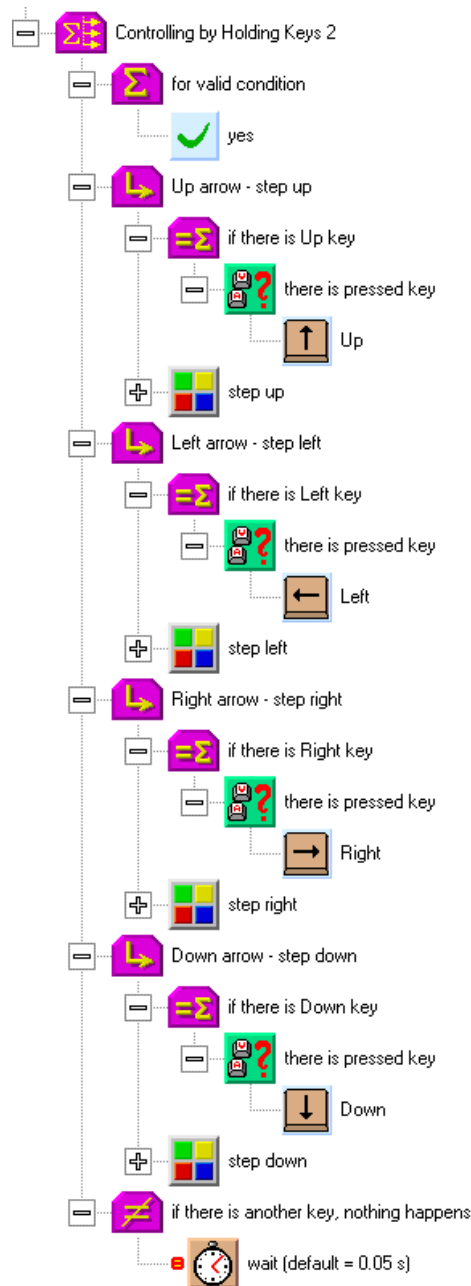 Controlling by Holding Keys 2
for valid condition
yes
Up arrow - step up
if there is Up key
there is pressed key
Up
step up
Left arrow - step left
if there is Left key
there is pressed key
Left
step left
Right arrow - step right
if there is Right key
there is pressed key
Right
step right
Down arrow - step down
if there is Down key
there is pressed key
Down
step down
if there is another key, nothing happens
wait (default = 0.05 s)